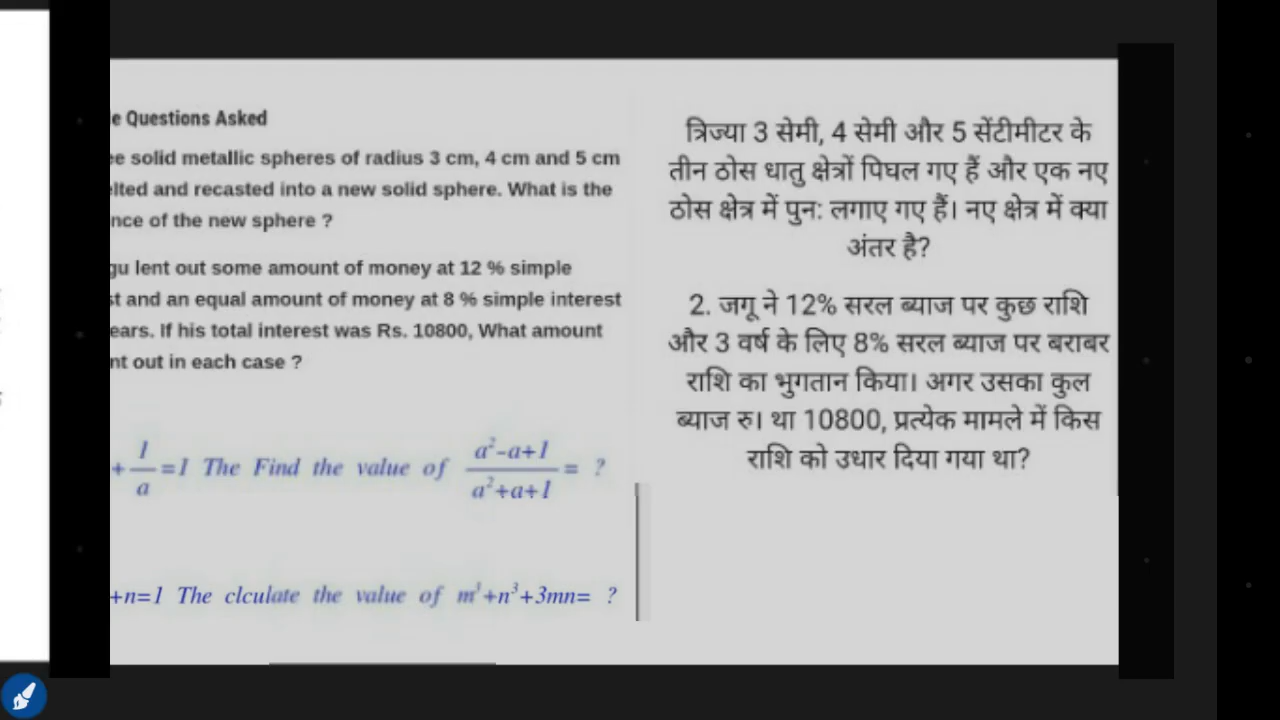 e Questions Asked
ee solid metallic spheres of radius 3 cm, 4 cm and 5 cm
lted and recasted into a new solid sphere. What is the
nce of the new sphere ?
gu lent out some amount of money at 12 % simple
st and an equal amount of money at 8 % simple interest
ears. If his total interest was Rs. 10800, What amount
nt out in each case ?
+ 1/a =1 The Find the value of (a²-a+1)/(a²+a+1) = ?
+n=1 The clculate the value of m³+n³+3mn= ?
त्रिज्या 3 सेमी, 4 सेमी और 5 सेंटीमीटर के
तीन ठोस धातु क्षेत्रों पिघल गए हैं और एक नए
ठोस क्षेत्र में पुन: लगाए गए हैं। नए क्षेत्र में क्या
अंतर है?
2. जगू ने 12% सरल ब्याज पर कुछ राशि
और 3 वर्ष के लिए 8% सरल ब्याज पर बराबर
राशि का भुगतान किया। अगर उसका कुल
ब्याज रु। था 10800, प्रत्येक मामले में किस
राशि को उधार दिया गया था?